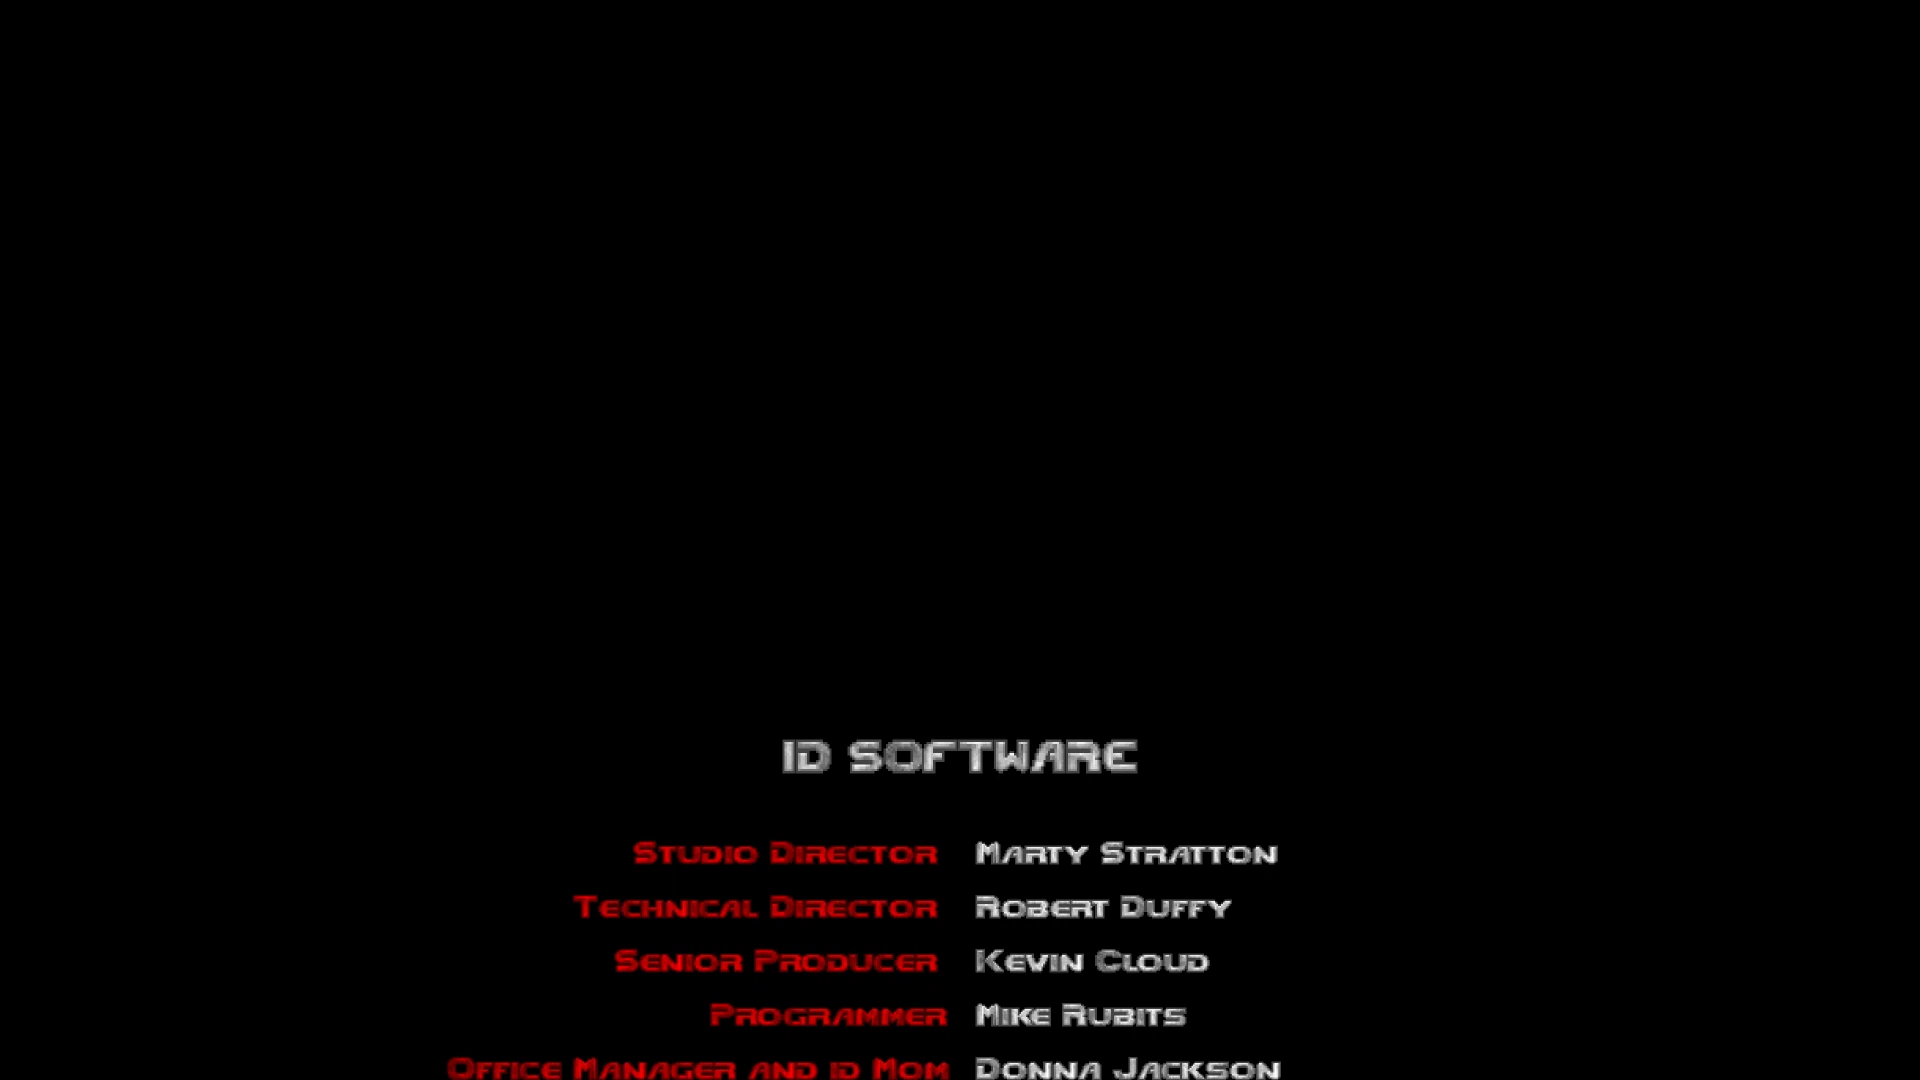 ID SOFTWARE
STUDIO DIRECTOR MARTY STRATTON
TECHNICAL DIRECTOR ROBERT DUFFY
SENIOR PRODUCER KEVIN CLOUD
PROGRAMMER MIKE RUBITS
OFFICE MANAGER AND ID MOM DONNA JACKSON